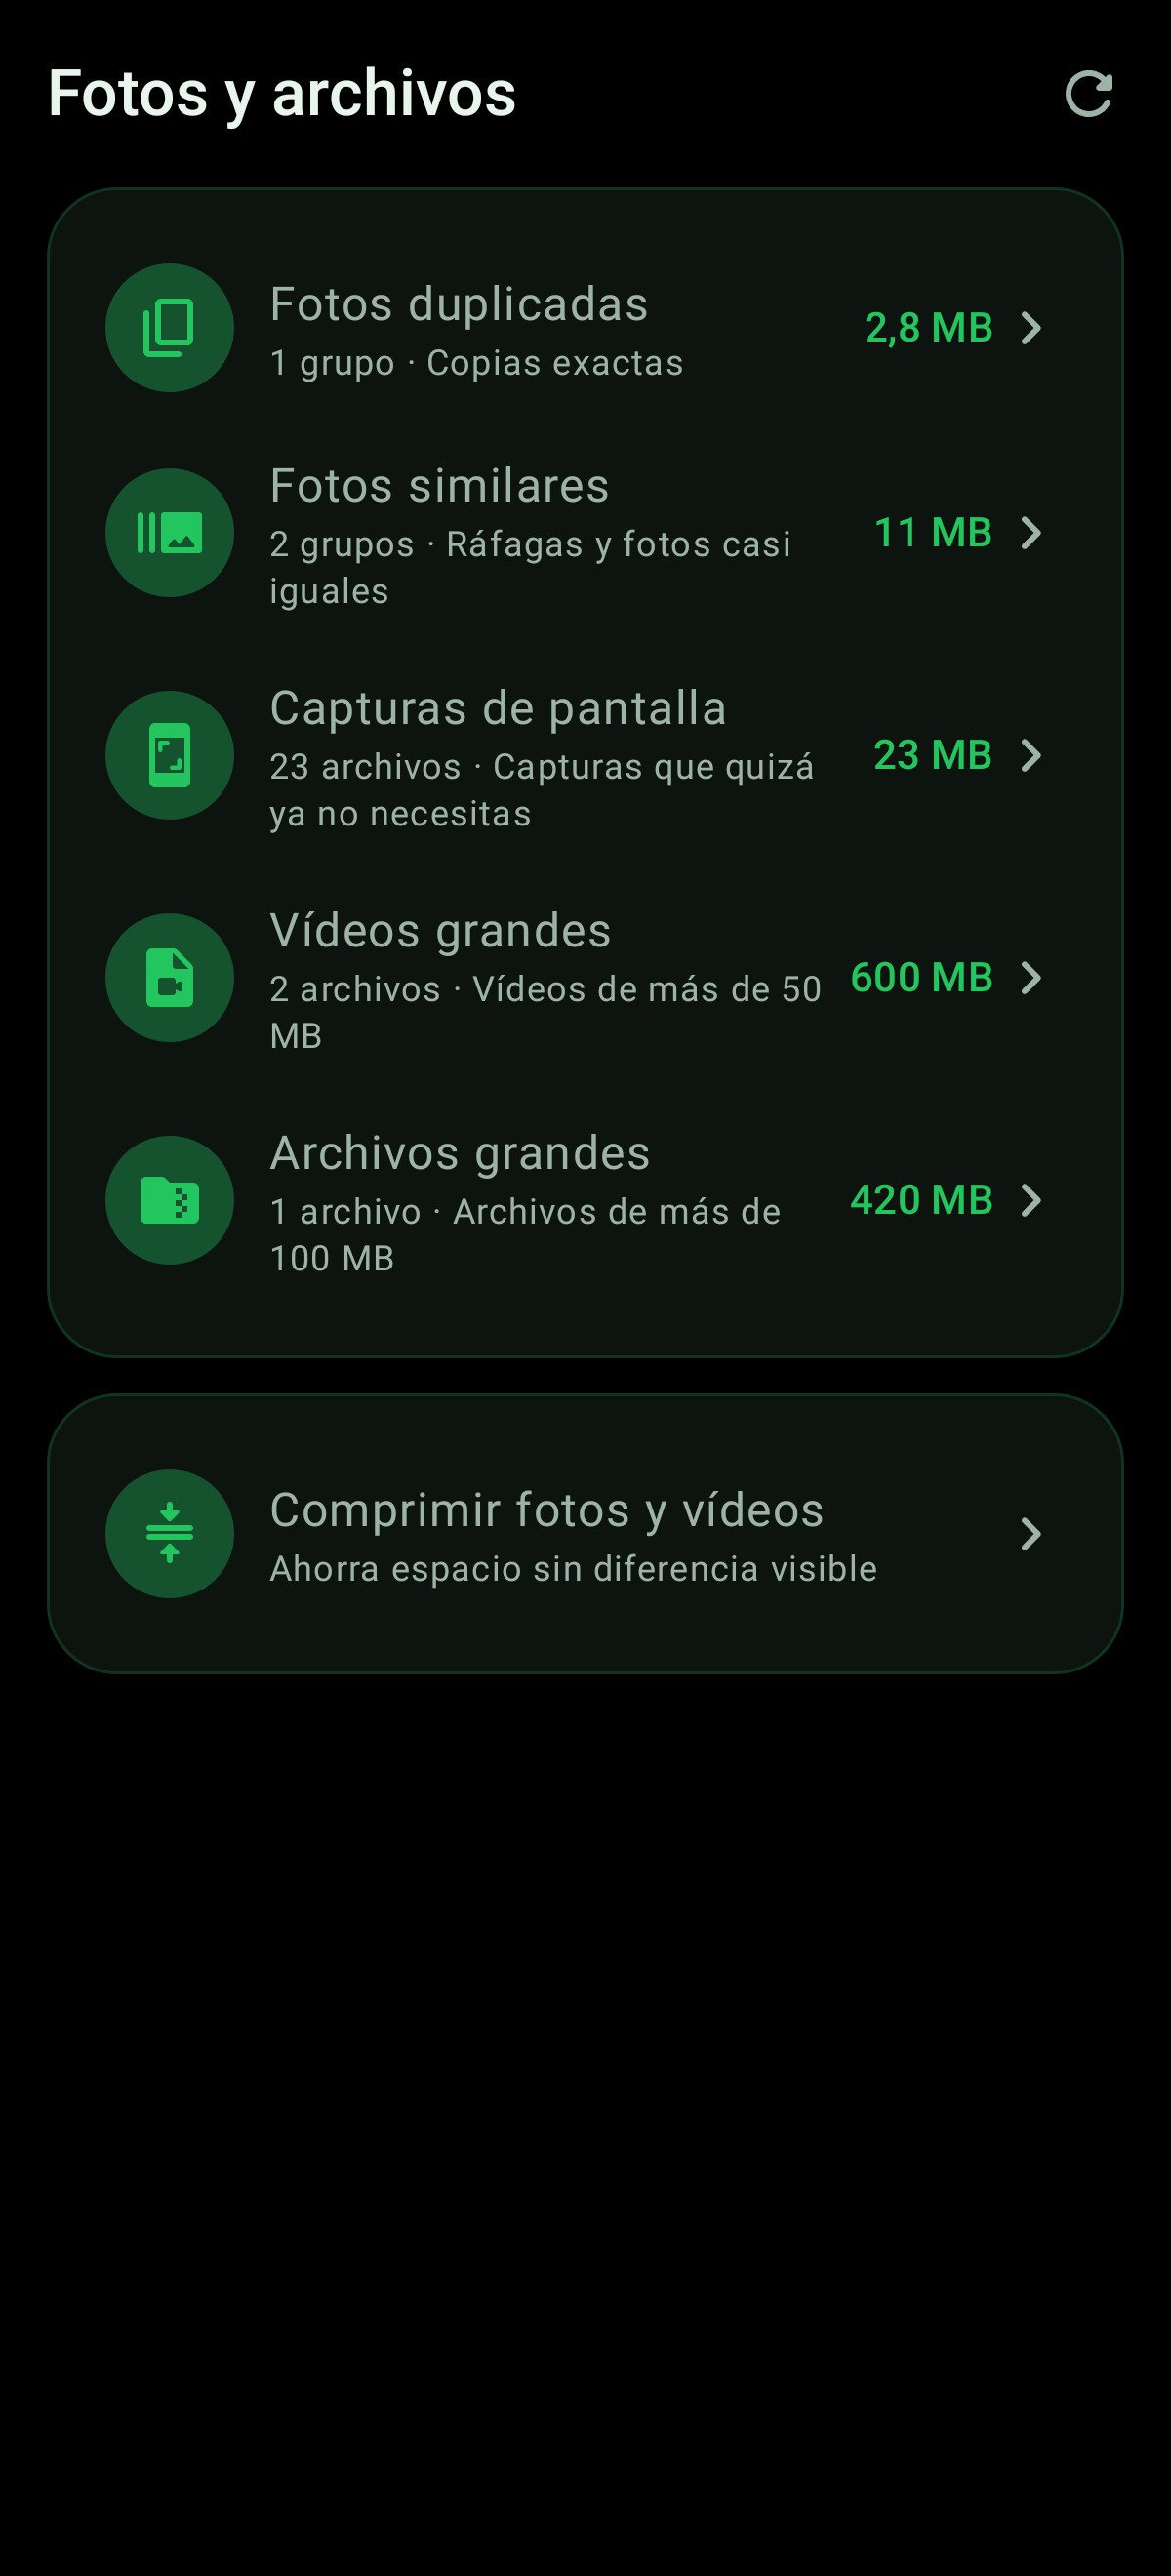 Fotos y archivos
Fotos duplicadas
1 grupo · Copias exactas
2,8 MB
Fotos similares
2 grupos · Ráfagas y fotos casi
iguales
11 MB
Capturas de pantalla
23 archivos · Capturas que quizá
ya no necesitas
23 MB
Vídeos grandes
2 archivos · Vídeos de más de 50
MB
600 MB
Archivos grandes
1 archivo · Archivos de más de
100 MB
420 MB
Comprimir fotos y vídeos
Ahorra espacio sin diferencia visible